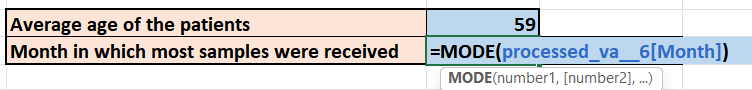 Average age of the patients 59
Month in which most samples were received =MODE(processed_va__6[Month])
MODE(number1, [number2], ...)